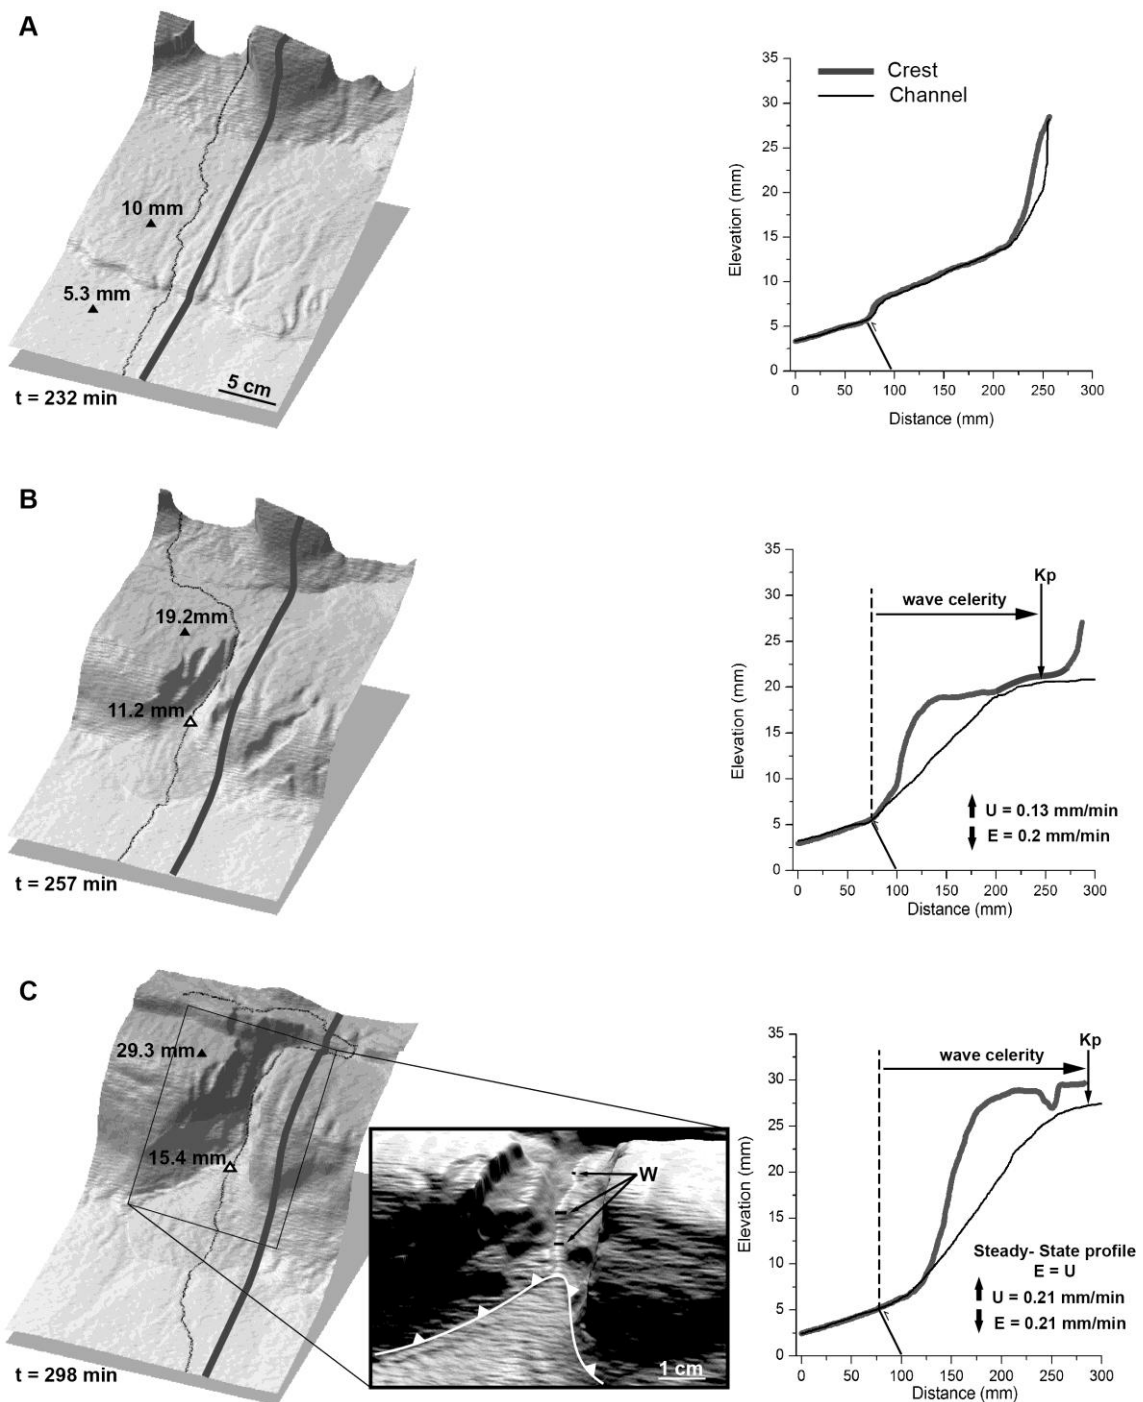 A
10 mm
5.3 mm
5 cm
t = 232 min
Crest
Channel
35
30
25
20
15
10
5
0
Elevation (mm)
0 50 100 150 200 250 300
Distance (mm)
B
19.2mm
11.2 mm
t = 257 min
Kp
wave celerity
35
30
25
20
15
10
5
0
Elevation (mm)
U = 0.13 mm/min
E = 0.2 mm/min
0 50 100 150 200 250 300
Distance (mm)
C
29.3 mm
15.4 mm
t = 298 min
W
1 cm
Kp
wave celerity
35
30
25
20
15
10
5
0
Elevation (mm)
Steady- State profile
E = U
U = 0.21 mm/min
E = 0.21 mm/min
0 50 100 150 200 250 300
Distance (mm)